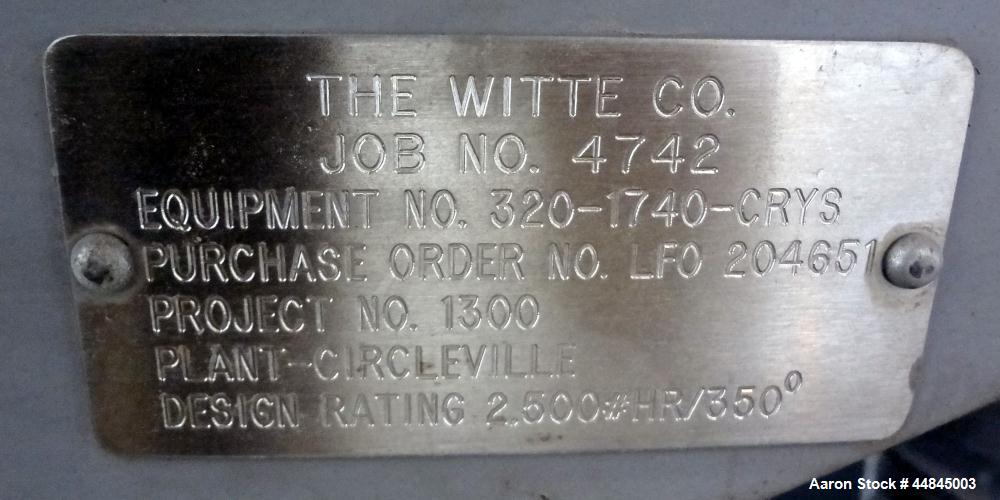 THE WITTE CO.
JOB NO. 4742
EQUIPMENT NO. 320-1740-CRYS
PURCHASE ORDER NO. LFO 204651
PROJECT NO. 1300
PLANT-CIRCLEVILLE
DESIGN RATING 2,500#HR/350°
Aaron Stock # 44845003